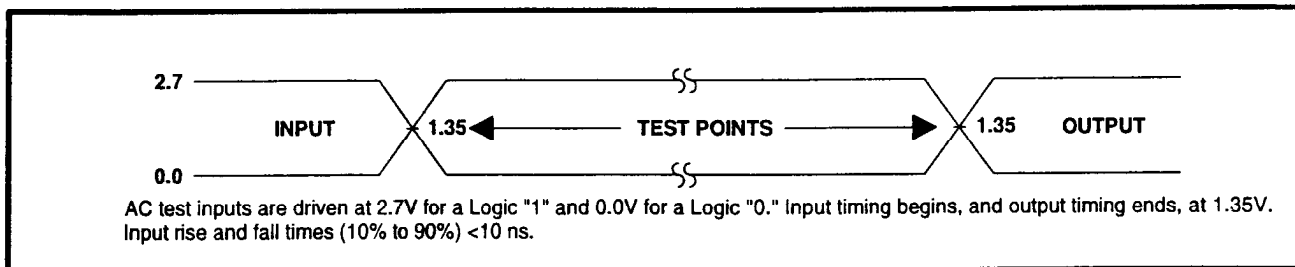 2.7
INPUT 1.35 TEST POINTS 1.35 OUTPUT
0.0
AC test inputs are driven at 2.7V for a Logic "1" and 0.0V for a Logic "0." Input timing begins, and output timing ends, at 1.35V.
Input rise and fall times (10% to 90%) <10 ns.